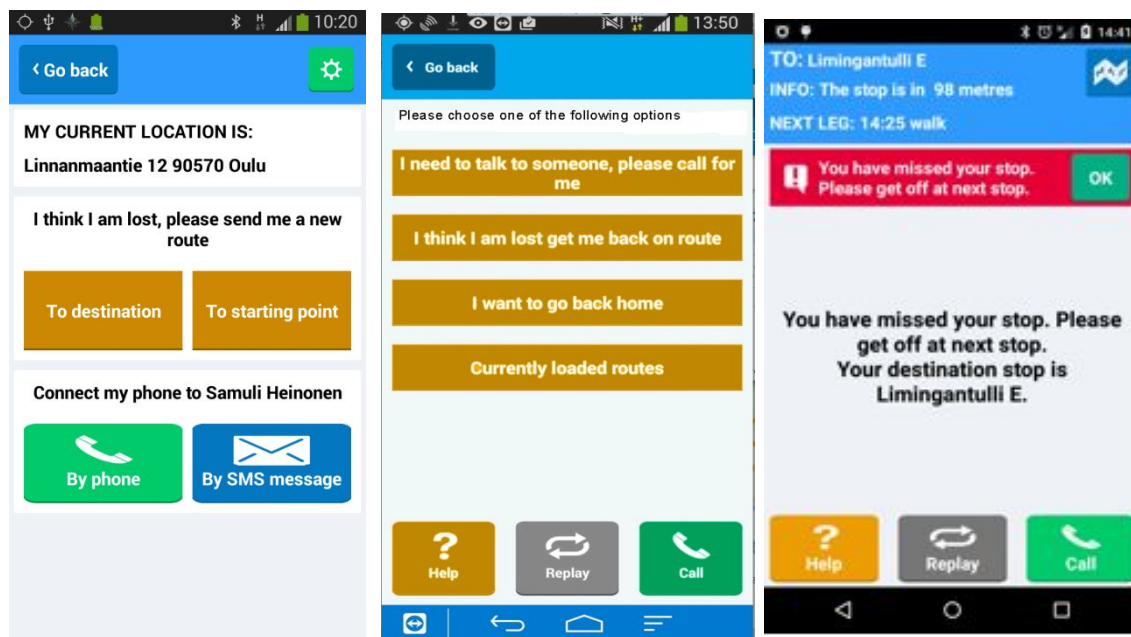 10:20
Go back
MY CURRENT LOCATION IS:
Linnanmaantie 12 90570 Oulu
I think I am lost, please send me a new
route
To destination
To starting point
Connect my phone to Samuli Heinonen
By phone
By SMS message
H 13:50
Go back
Please choose one of the following options
I need to talk to someone, please call for
me
I think I am lost get me back on route
I want to go back home
Currently loaded routes
Help
Replay
Call
14:41
TO: Limingantulli E
INFO: The stop is in 98 metres
NEXT LEG: 14:25 walk
You have missed your stop.
Please get off at next stop.
OK
You have missed your stop. Please
get off at next stop.
Your destination stop is
Limingantulli E.
Help
Replay
Call